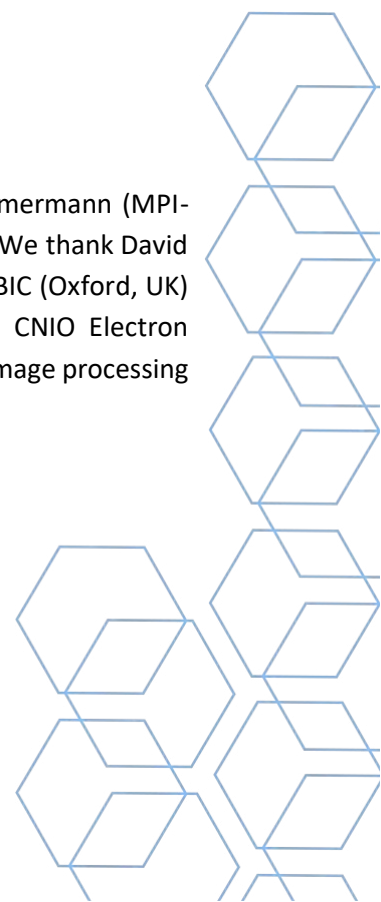 mermann (MPI-
We thank David
BIC (Oxford, UK)
CNIO Electron
mage processing